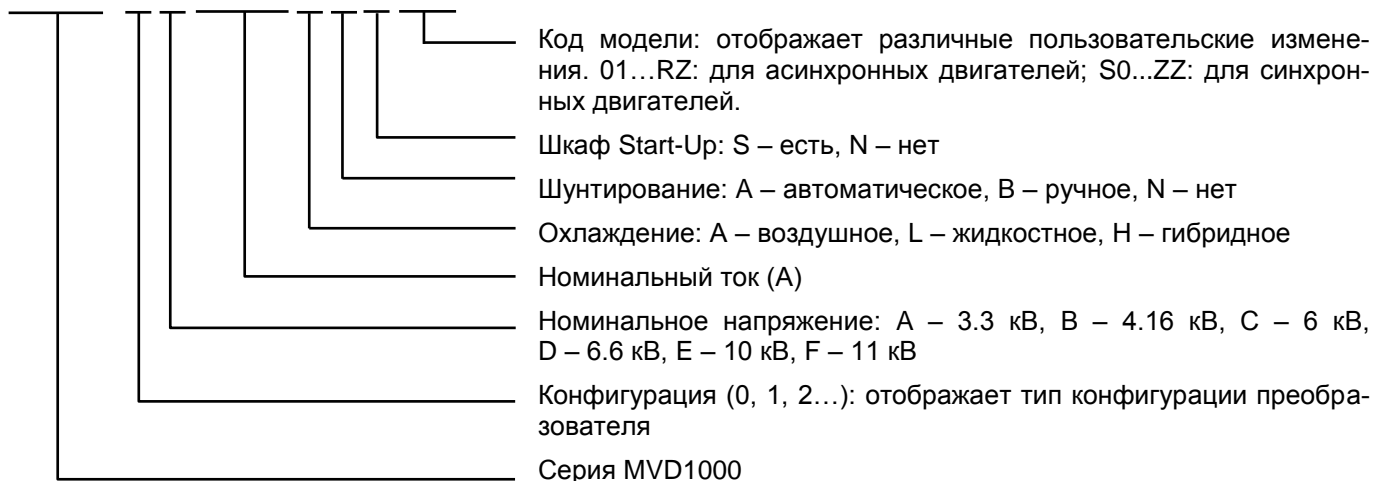 Код модели: отображает различные пользовательские измене-
ния. 01…RZ: для асинхронных двигателей; S0...ZZ: для синхрон-
ных двигателей.
Шкаф Start-Up: S – есть, N – нет
Шунтирование: A – автоматическое, B – ручное, N – нет
Охлаждение: A – воздушное, L – жидкостное, H – гибридное
Номинальный ток (A)
Номинальное напряжение: A – 3.3 кВ, B – 4.16 кВ, C – 6 кВ,
D – 6.6 кВ, E – 10 кВ, F – 11 кВ
Конфигурация (0, 1, 2…): отображает тип конфигурации преобра-
зователя
Серия MVD1000